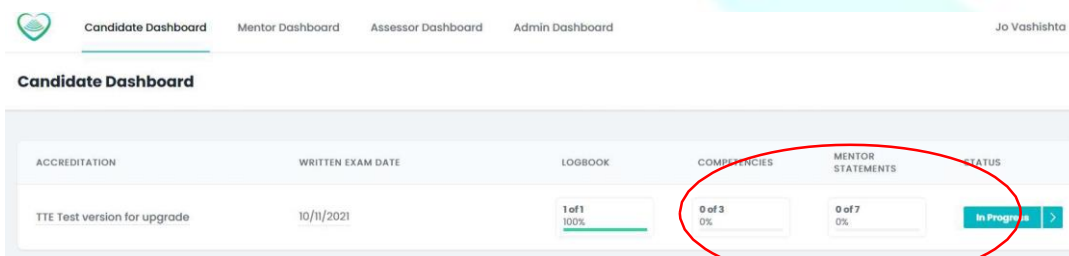 Candidate Dashboard Mentor Dashboard Assessor Dashboard Admin Dashboard Jo Vashishta
Candidate Dashboard
ACCREDITATION WRITTEN EXAM DATE LOGBOOK COMPETENCIES MENTOR STATEMENTS STATUS
TTE Test version for upgrade 10/11/2021 1 of 1 0 of 3 0 of 7 In Progress >
100% 0% 0%